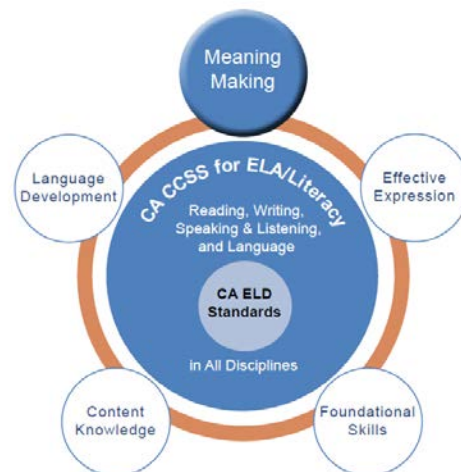 Meaning
Making
Language
Development
Effective
Expression
CA CCSS for ELA/Literacy
Reading, Writing,
Speaking & Listening,
and Language
CA ELD
Standards
in All Disciplines
Content
Knowledge
Foundational
Skills